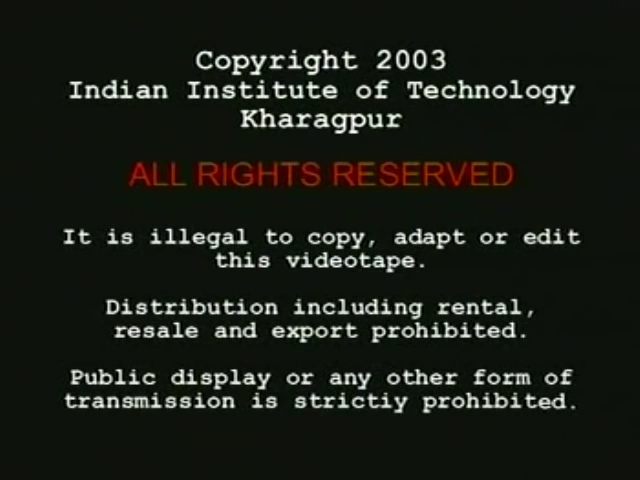 Copyright 2003
Indian Institute of Technology
Kharagpur
ALL RIGHTS RESERVED
It is illegal to copy, adapt or edit
this videotape.
Distribution including rental,
resale and export prohibited.
Public display or any other form of
transmission is strictiy prohibited.